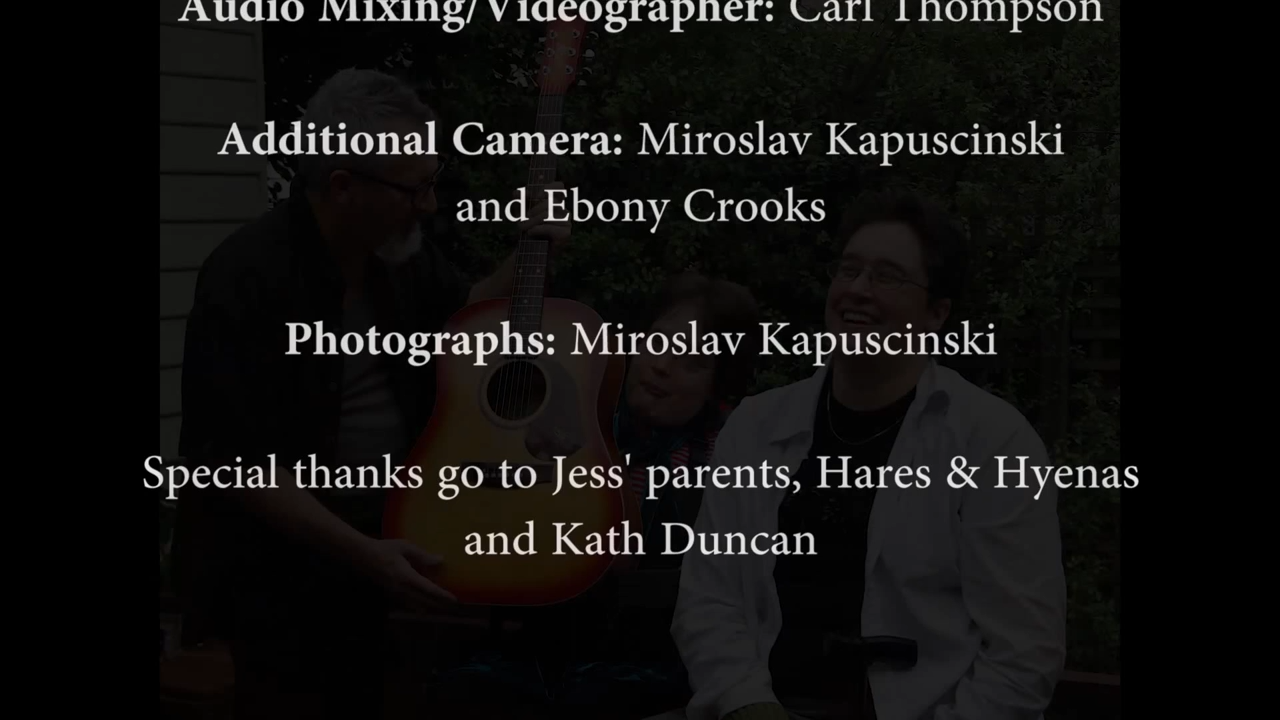 Audio Mixing/Videographer: Carl Thompson
Additional Camera: Miroslav Kapuscinski
and Ebony Crooks
Photographs: Miroslav Kapuscinski
Special thanks go to Jess' parents, Hares & Hyenas
and Kath Duncan